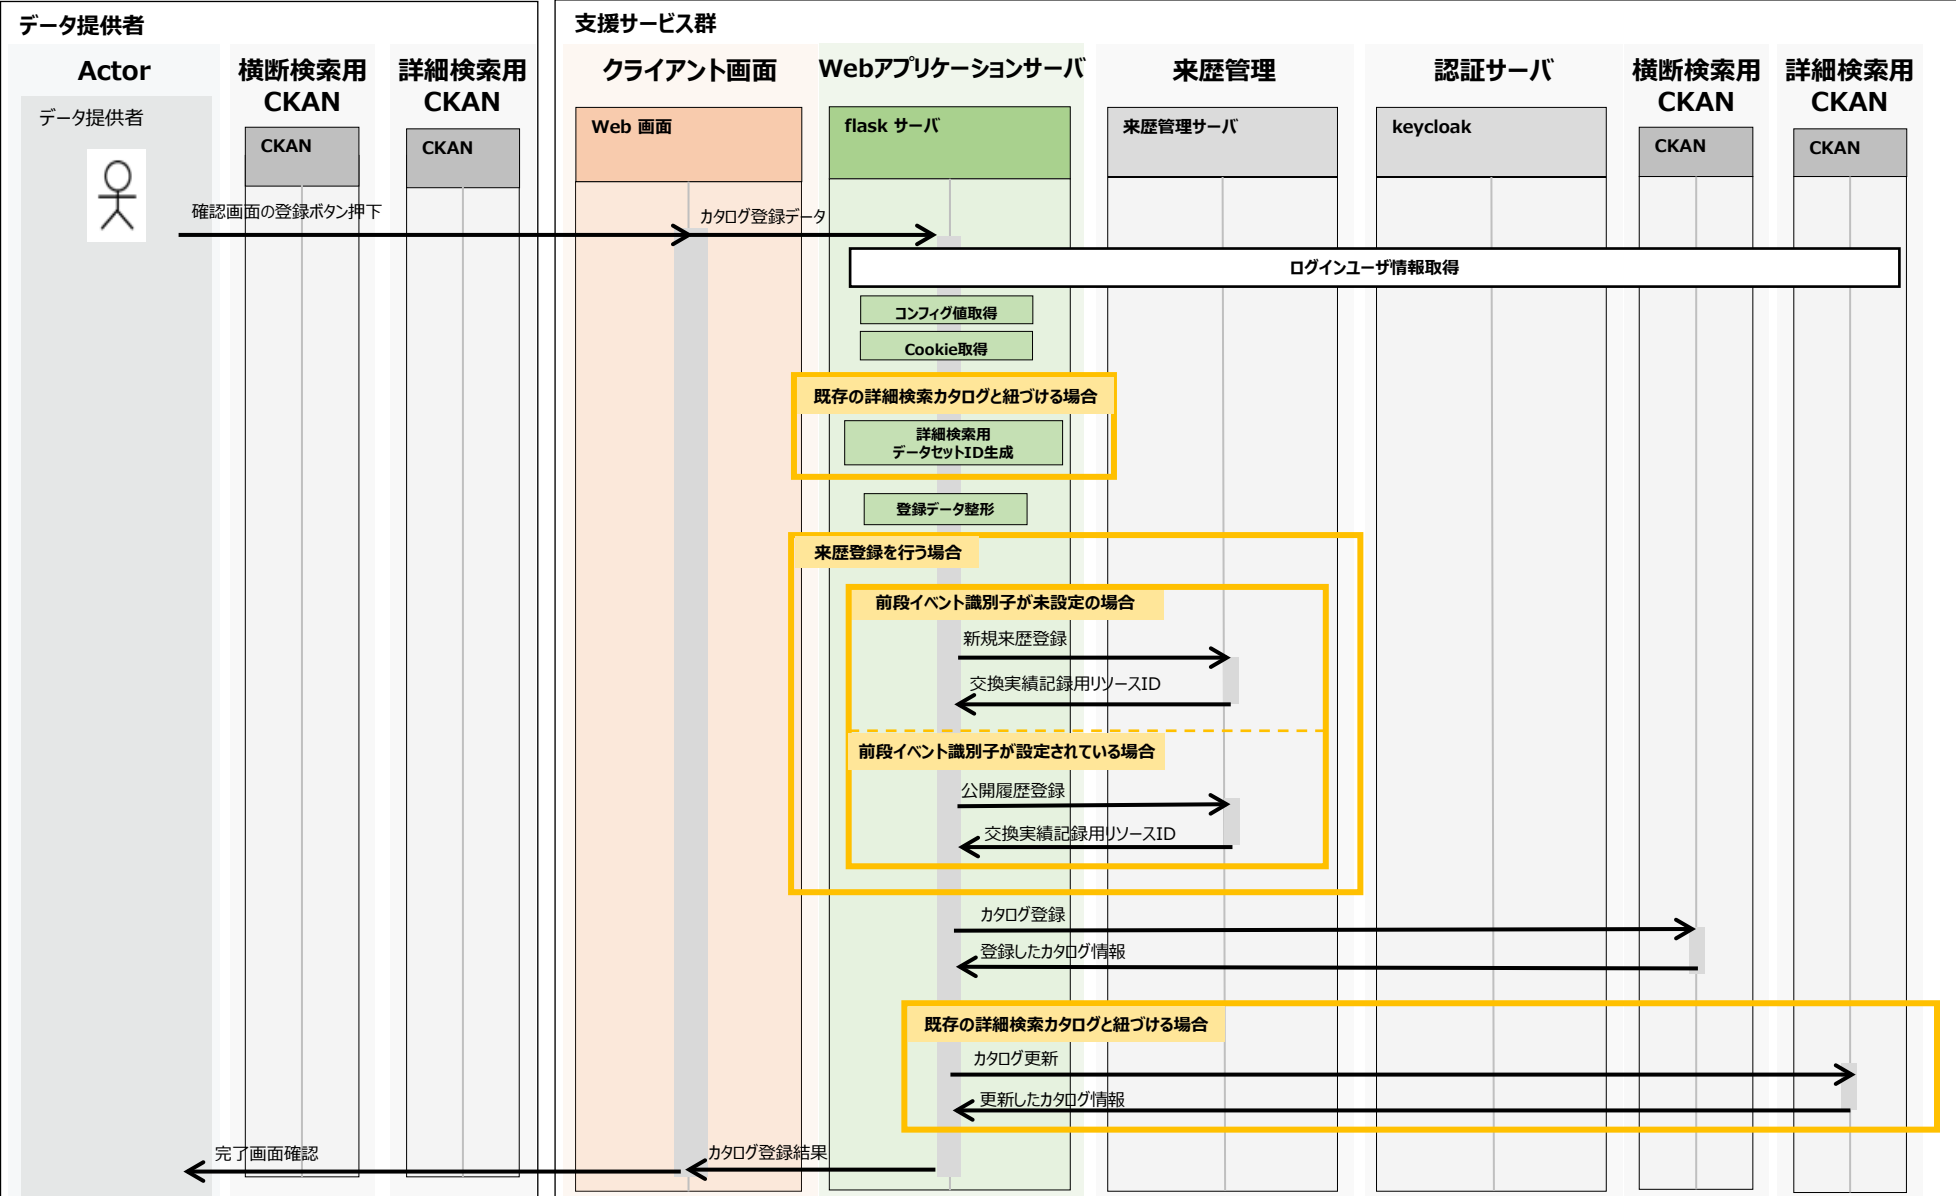 データ提供者
支援サービス群
Actor
横断検索用
CKAN
詳細検索用
CKAN
クライアント画面
Webアプリケーションサーバ
来歴管理
認証サーバ
横断検索用
CKAN
詳細検索用
CKAN
データ提供者
CKAN
CKAN
Web 画面
flask サーバ
来歴管理サーバ
keycloak
CKAN
CKAN
確認画面の登録ボタン押下
カタログ登録データ
ログインユーザ情報取得
コンフィグ値取得
Cookie取得
既存の詳細検索カタログと紐づける場合
詳細検索用
データセットID生成
登録データ整形
来歴登録を行う場合
前段イベント識別子が未設定の場合
新規来歴登録
交換実績記録用リソースID
前段イベント識別子が設定されている場合
公開履歴登録
交換実績記録用リソースID
カタログ登録
登録したカタログ情報
既存の詳細検索カタログと紐づける場合
カタログ更新
更新したカタログ情報
カタログ登録結果
完了画面確認